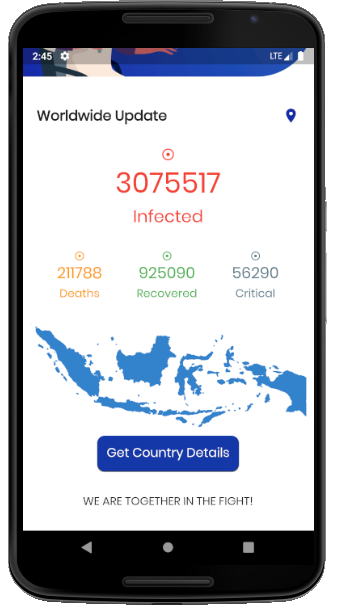 2:45 LTE
Worldwide Update
3075517
Infected
211788 925090 56290
Deaths Recovered Critical
Get Country Details
WE ARE TOGETHER IN THE FIGHT!